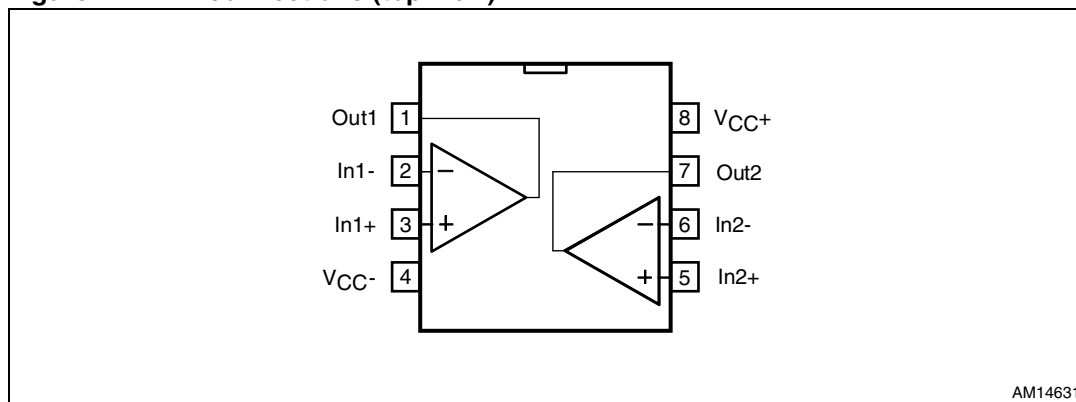 Out1 1
8 VCC+
In1- 2 −
7 Out2
In1+ 3 +
− 6 In2-
VCC- 4
+ 5 In2+
AM14631